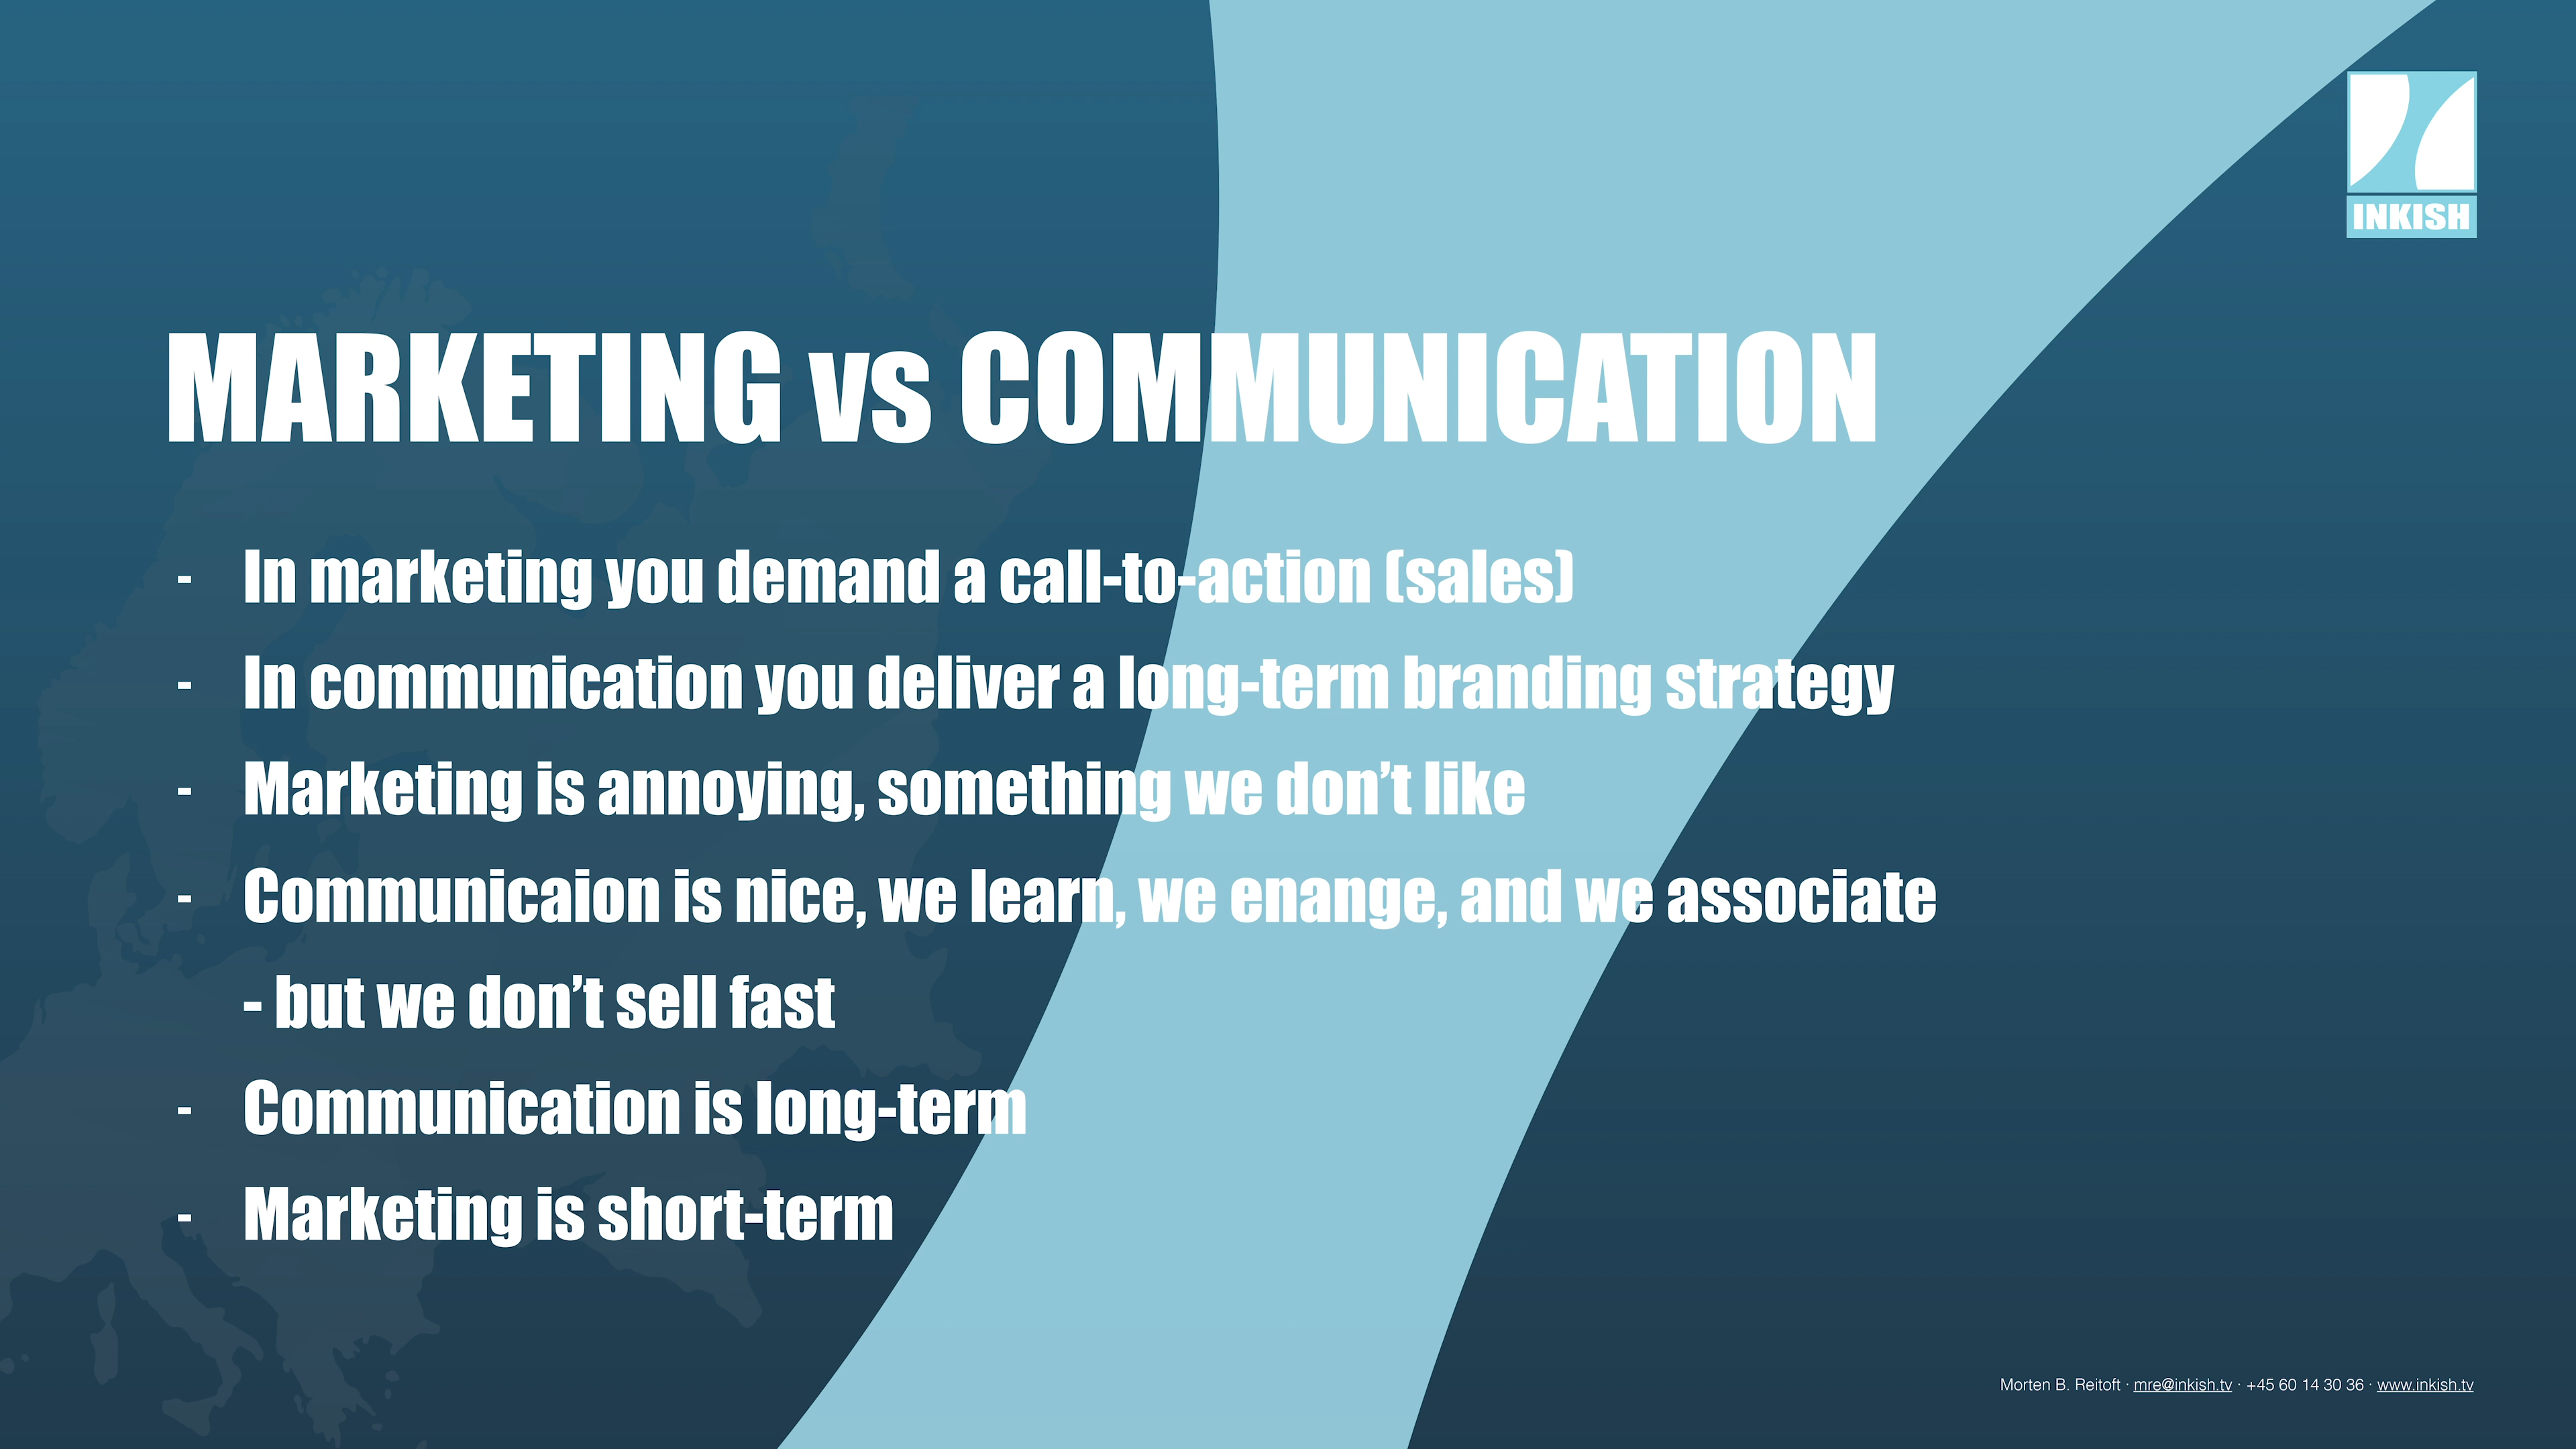 INKISH
MARKETING vs COMMUNICATION
- In marketing you demand a call-to-action (sales)
- In communication you deliver a long-term branding strategy
- Marketing is annoying, something we don’t like
- Communicaion is nice, we learn, we enange, and we associate
- but we don’t sell fast
- Communication is long-term
- Marketing is short-term
Morten B. Reitoft · mre@inkish.tv · +45 60 14 30 36 · www.inkish.tv